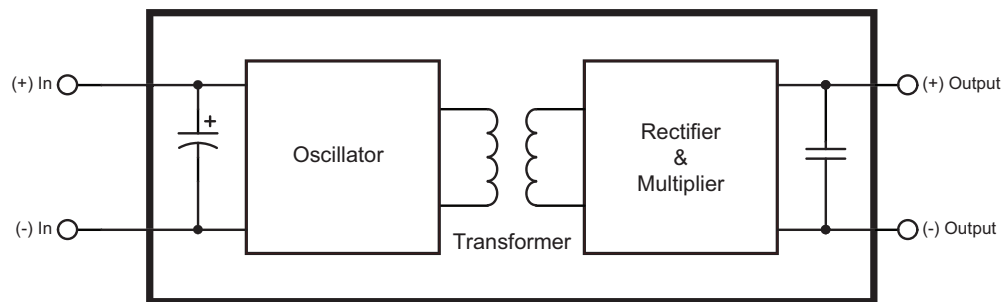 (+) In
(-) In
+
Oscillator
Transformer
Rectifier
&
Multiplier
(+) Output
(-) Output